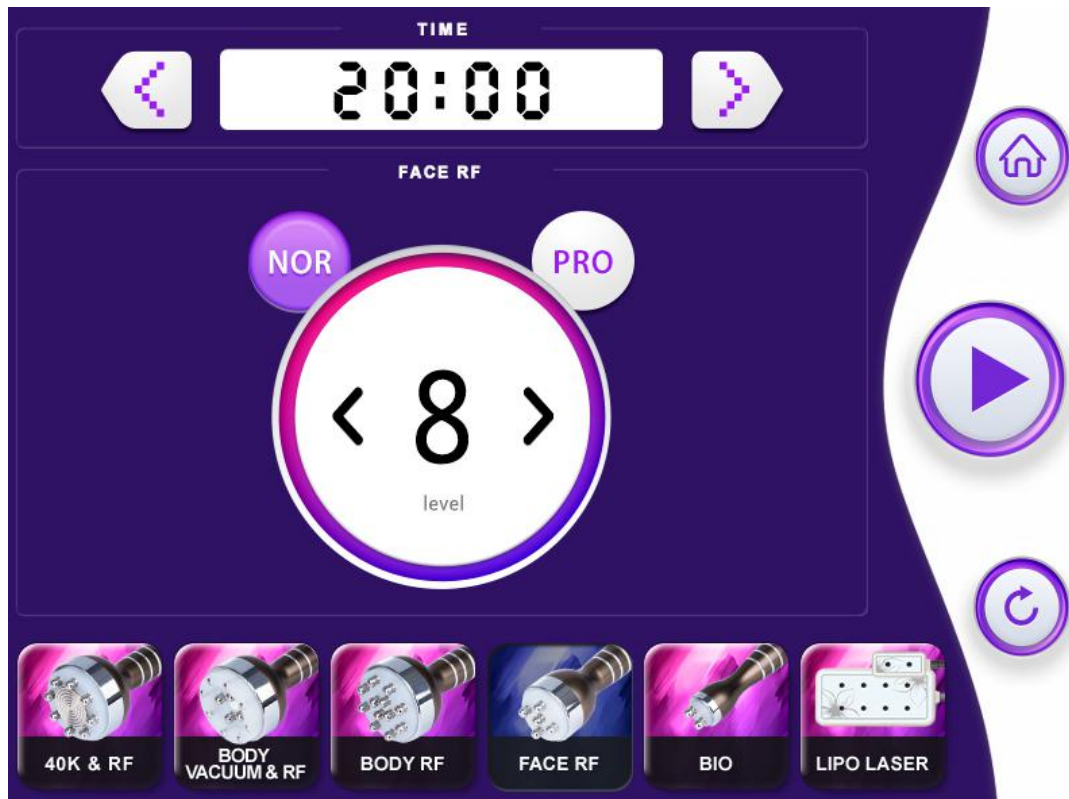 TIME
20:00
FACE RF
NOR
PRO
8
level
40K & RF
BODY
VACUUM & RF
BODY RF
FACE RF
BIO
LIPO LASER